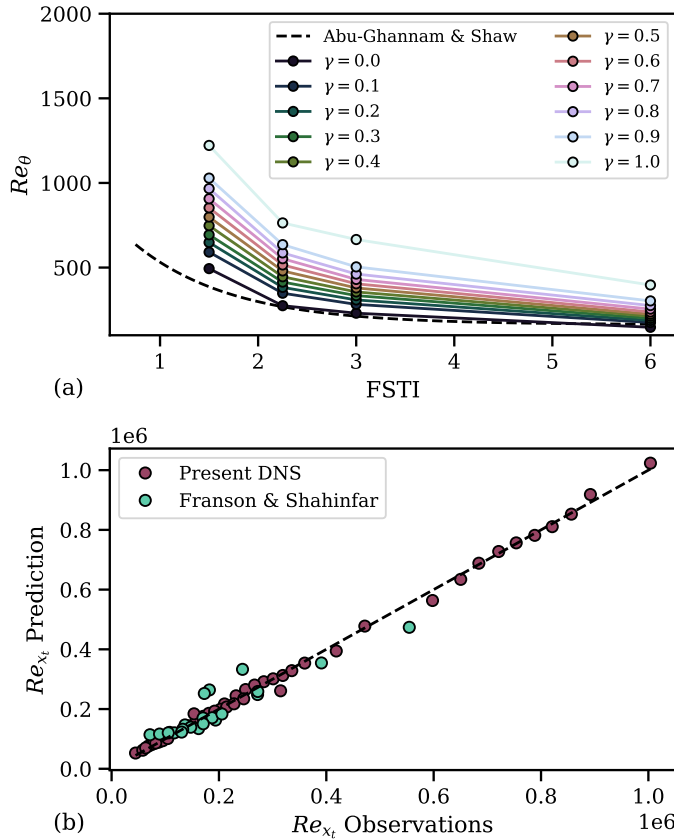 2000
1500
1000
500
Re_θ
Abu-Ghannam & Shaw
γ = 0.0
γ = 0.1
γ = 0.2
γ = 0.3
γ = 0.4
γ = 0.5
γ = 0.6
γ = 0.7
γ = 0.8
γ = 0.9
γ = 1.0
1 2 3 4 5 6
(a) FSTI
1e6
1.0
0.8
0.6
0.4
0.2
0.0
Re_{x_t} Prediction
Present DNS
Franson & Shahinfar
0.0 0.2 0.4 0.6 0.8 1.0
1e6
(b) Re_{x_t} Observations